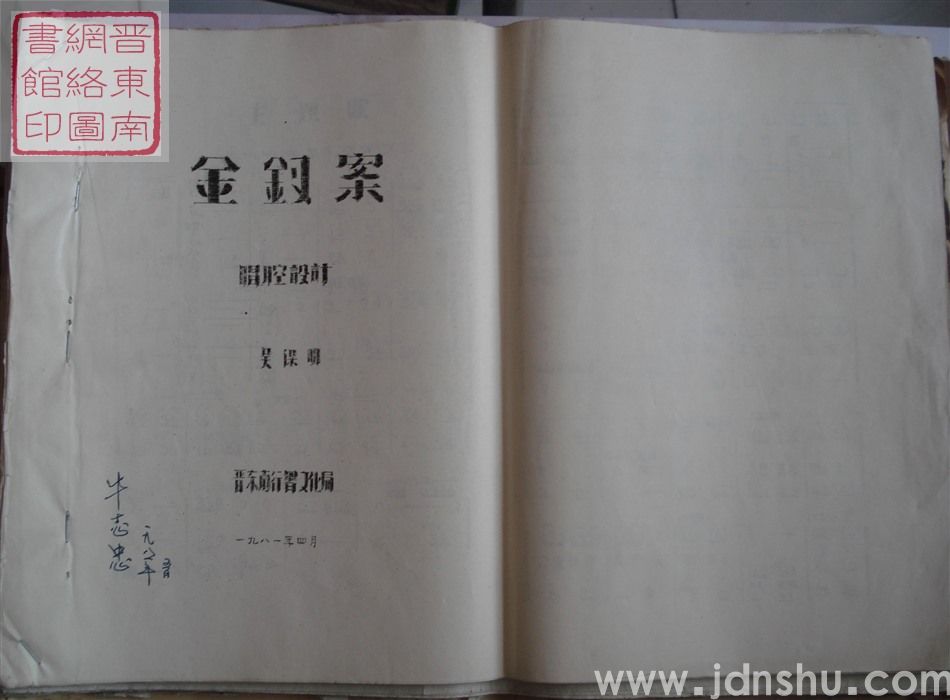 晋東南
網絡圖
書館印
金釵案
唱腔設計
吴保明
晋东南行署文化局
一九八一年四月
牛志忠
www.jdnshu.com